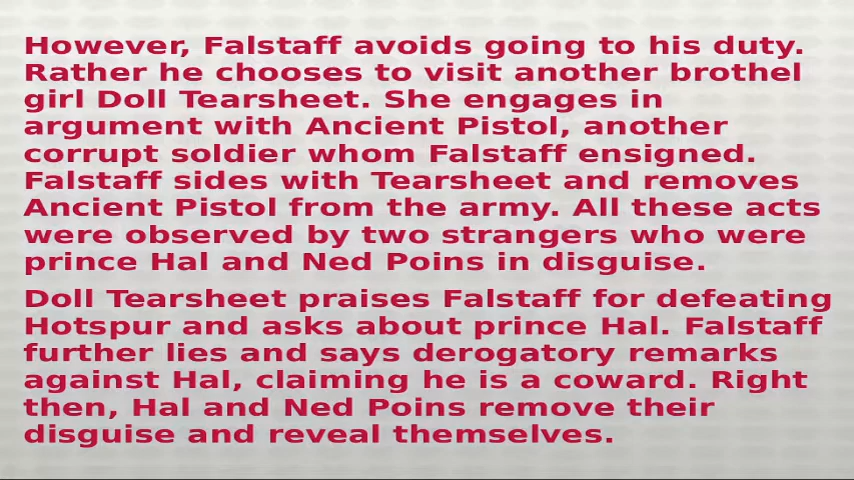 However, Falstaff avoids going to his duty.
Rather he chooses to visit another brothel
girl Doll Tearsheet. She engages in
argument with Ancient Pistol, another
corrupt soldier whom Falstaff ensigned.
Falstaff sides with Tearsheet and removes
Ancient Pistol from the army. All these acts
were observed by two strangers who were
prince Hal and Ned Poins in disguise.
Doll Tearsheet praises Falstaff for defeating
Hotspur and asks about prince Hal. Falstaff
further lies and says derogatory remarks
against Hal, claiming he is a coward. Right
then, Hal and Ned Poins remove their
disguise and reveal themselves.